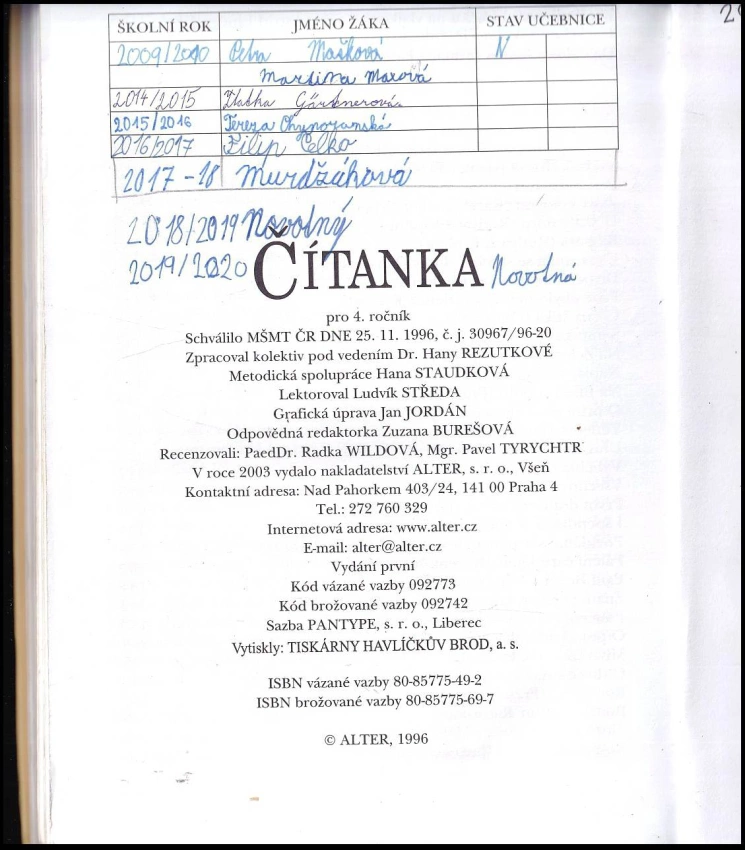 ŠKOLNÍ ROK JMÉNO ŽÁKA STAV UČEBNICE
2009/2010 Petra Mašková N
Martina Marová
2014/2015 Zlatka Gärtnerová
2015/2016 Tereza
2016/2017 Filip Celko
2017-18 Murdžáková
2018/2019 Novotný
2019/2020 ČÍTANKA Novotná
pro 4. ročník
Schválilo MŠMT ČR DNE 25. 11. 1996, č. j. 30967/96-20
Zpracoval kolektiv pod vedením Dr. Hany REZUTKOVÉ
Metodická spolupráce Hana STAUDKOVÁ
Lektoroval Ludvík STŘEDA
Grafická úprava Jan JORDÁN
Odpovědná redaktorka Zuzana BUREŠOVÁ
Recenzovali: PaedDr. Radka WILDOVÁ, Mgr. Pavel TYRYCHTR
V roce 2003 vydalo nakladatelství ALTER, s. r. o., Všeň
Kontaktní adresa: Nad Pahorkem 403/24, 141 00 Praha 4
Tel.: 272 760 329
Internetová adresa: www.alter.cz
E-mail: alter@alter.cz
Vydání první
Kód vázané vazby 092773
Kód brožované vazby 092742
Sazba PANTYPE, s. r. o., Liberec
Vytiskly: TISKÁRNY HAVLÍČKŮV BROD, a. s.
ISBN vázané vazby 80-85775-49-2
ISBN brožované vazby 80-85775-69-7
© ALTER, 1996